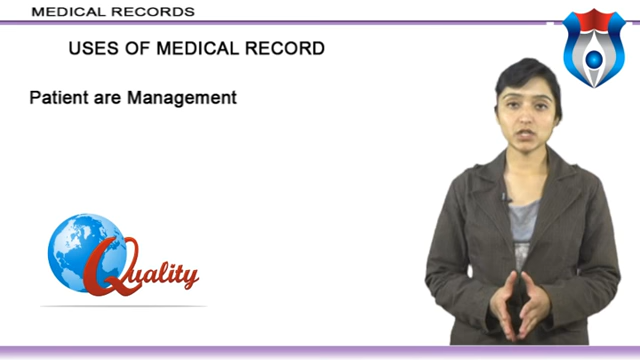 MEDICAL RECORDS
USES OF MEDICAL RECORD
Patient are Management
Quality